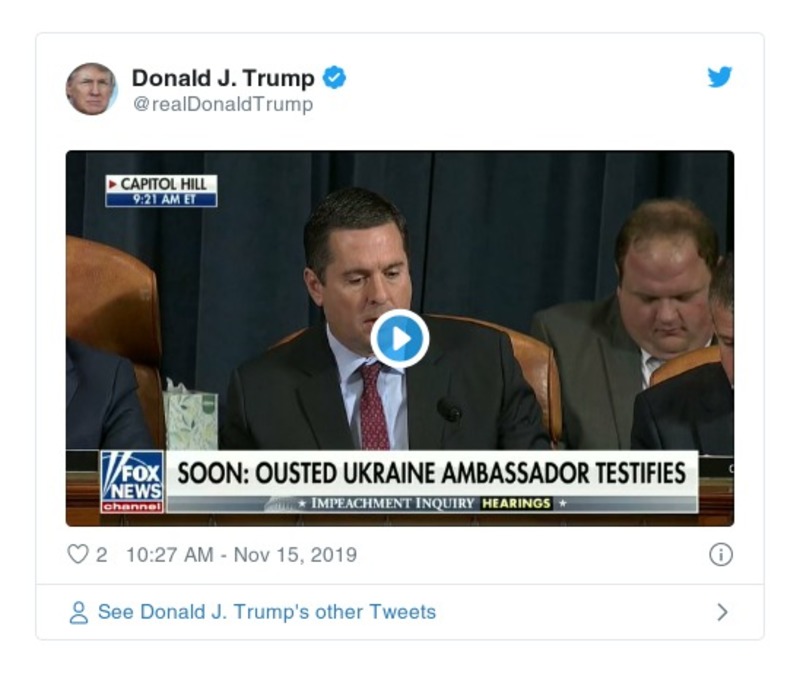 Donald J. Trump
@realDonaldTrump
CAPITOL HILL
9:21 AM ET
FOX
NEWS
channel
SOON: OUSTED UKRAINE AMBASSADOR TESTIFIES
IMPEACHMENT INQUIRY HEARINGS
2 10:27 AM - Nov 15, 2019
See Donald J. Trump's other Tweets